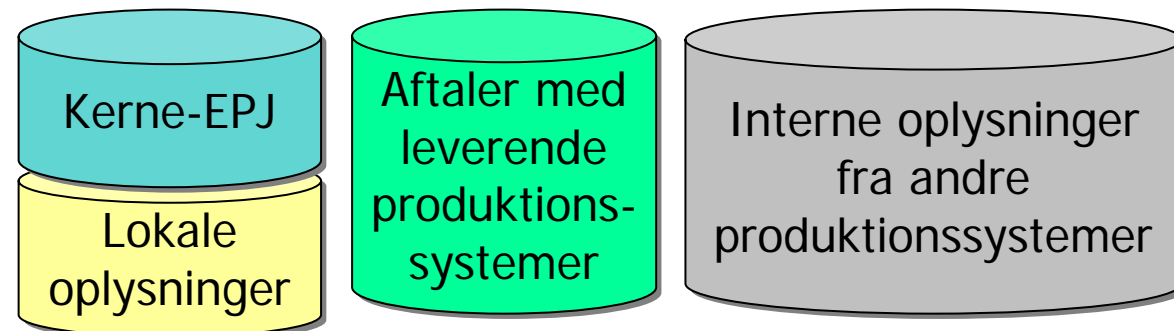 Kerne-EPJ
Lokale
oplysninger
Aftaler med
leverende
produktions-
systemer
Interne oplysninger
fra andre
produktionssystemer